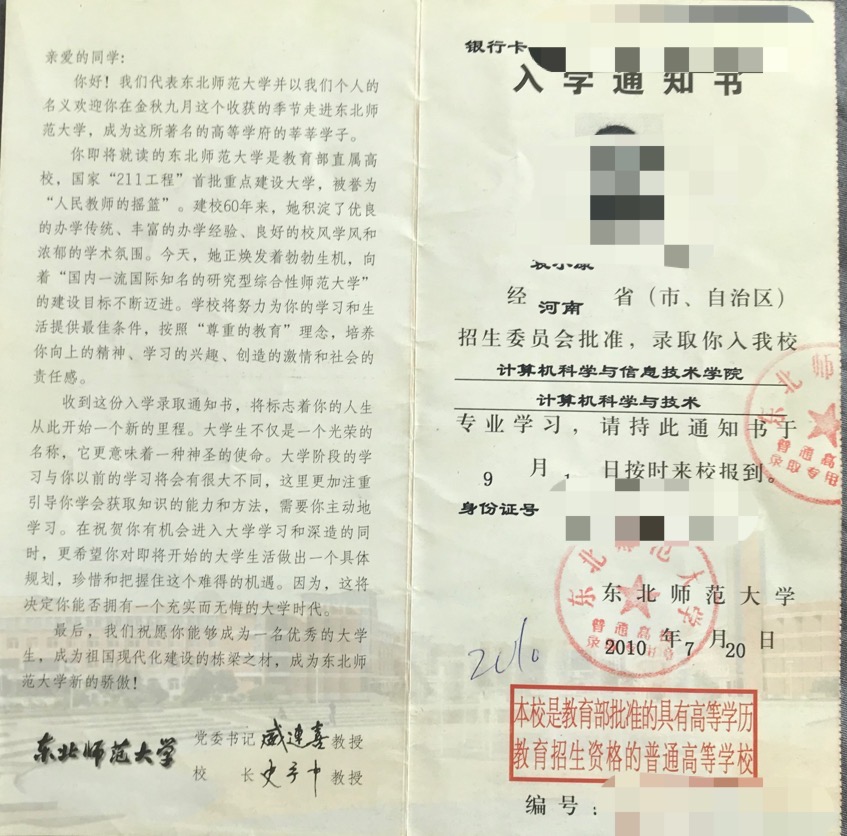 亲爱的同学:
你好！我们代表东北师范大学并以我们个人的
名义欢迎你在金秋九月这个收获的季节走进东北师
范大学，成为这所著名的高等学府的莘莘学子。
你即将就读的东北师范大学是教育部直属高
校，国家“211工程”首批重点建设大学，被誉为
“人民教师的摇篮”。建校60年来，她积淀了优良
的办学传统、丰富的办学经验、良好的校风学风和
浓郁的学术氛围。今天，她正焕发着勃勃生机，向
着“国内一流国际知名的研究型综合性师范大学”
的建设目标不断迈进。学校将努力为你的学习和生
活提供最佳条件，按照“尊重的教育”理念，培养
你向上的精神、学习的兴趣、创造的激情和社会的
责任感。
收到这份入学录取通知书，将标志着你的人生
从此开始一个新的里程。大学生不仅是一个光荣的
名称，它更意味着一种神圣的使命。大学阶段的学
习与你以前的学习将会有很大不同，这里更加注重
引导你学会获取知识的能力和方法，需要你主动地
学习。在祝贺你有机会进入大学学习和深造的同
时，更希望你对即将开始的大学生活做出一个具体
规划，珍惜和把握住这个难得的机遇。因为，这将
决定你能否拥有一个充实而无悔的大学时代。
最后，我们祝愿你能够成为一名优秀的大学
生，成为祖国现代化建设的栋梁之材，成为东北师
范大学新的骄傲！
东北师范大学
党委书记 盛连喜 教授
校 长 史宁中 教授
银行卡
入学通知书
经 河南 省（市、自治区）
招生委员会批准，录取你入我校
计算机科学与信息技术学院
计算机科学与技术
专业学习，请持此通知书于
9 月 日按时来校报到。
东北师
普通高
录取专用
身份证号
东北师范大学
东北师范大学
普通高
2010 年 7 月 20 日
2010
本校是教育部批准的具有高等学历
教育招生资格的普通高等学校
编号：